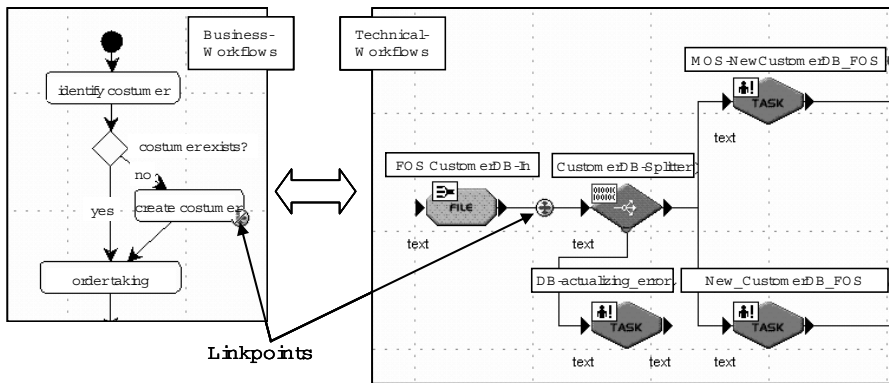 Business-
Workflows
identify costumer
costumer exists?
no
yes
create costumer
ordertaking
Technical-
Workflows
MOS-NewCustomerDB_FOS
TASK
text
FOS CustomerDB-In
CustomerDB-Splitter
FILE
text
text
DB-actualizing_error
New_CustomerDB_FOS
TASK
TASK
text
text
text
Linkpoints